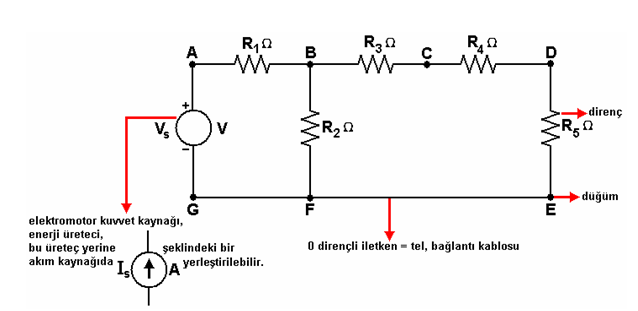 R₁Ω
R₃Ω
R₄Ω
A
B
C
D
+
Vₛ
V
−
R₂Ω
direnç
R₅Ω
G
F
E
düğüm
elektromotor kuvvet kaynağı,
enerji üreteci,
bu üreteç yerine
akım kaynağıda
Iₛ
A
şeklindeki bir
yerleştirilebilir.
0 dirençli iletken = tel, bağlantı kablosu